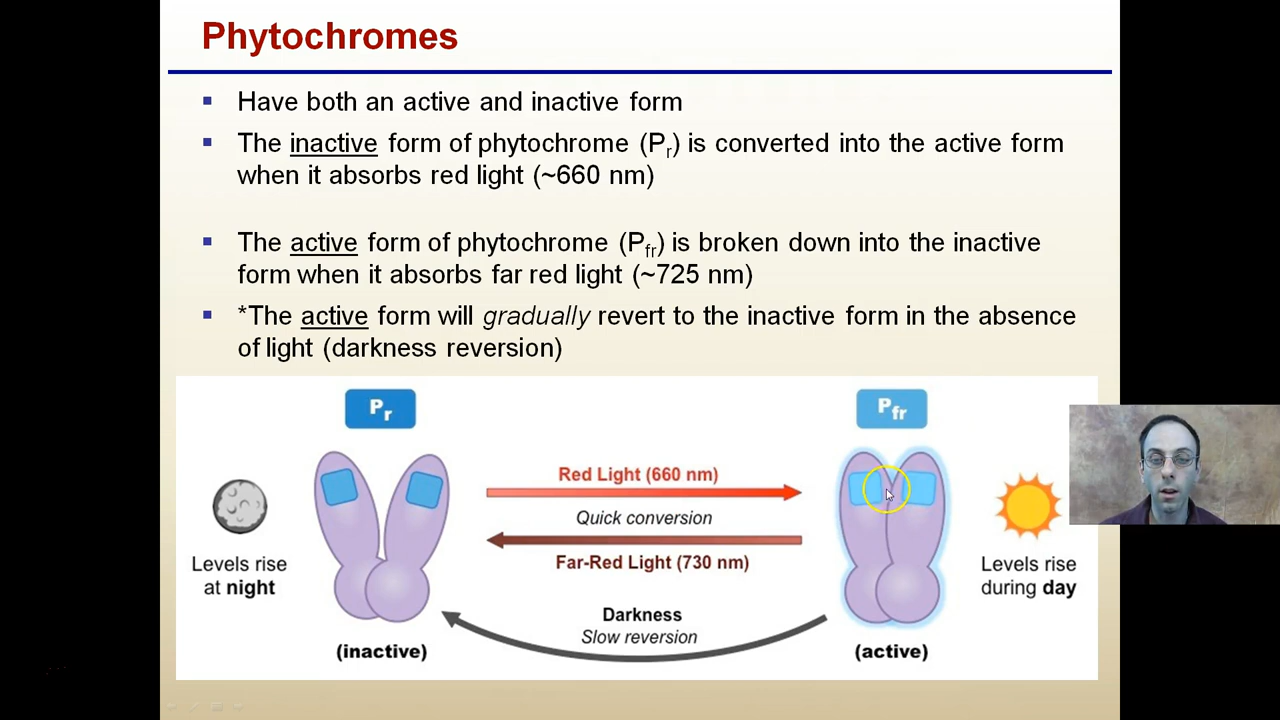 Phytochromes
Have both an active and inactive form
The inactive form of phytochrome (Pr) is converted into the active form
when it absorbs red light (~660 nm)
The active form of phytochrome (Pfr) is broken down into the inactive
form when it absorbs far red light (~725 nm)
*The active form will gradually revert to the inactive form in the absence
of light (darkness reversion)
Pr
Pfr
Red Light (660 nm)
Quick conversion
Far-Red Light (730 nm)
Levels rise
at night
Levels rise
during day
Darkness
Slow reversion
(inactive)
(active)